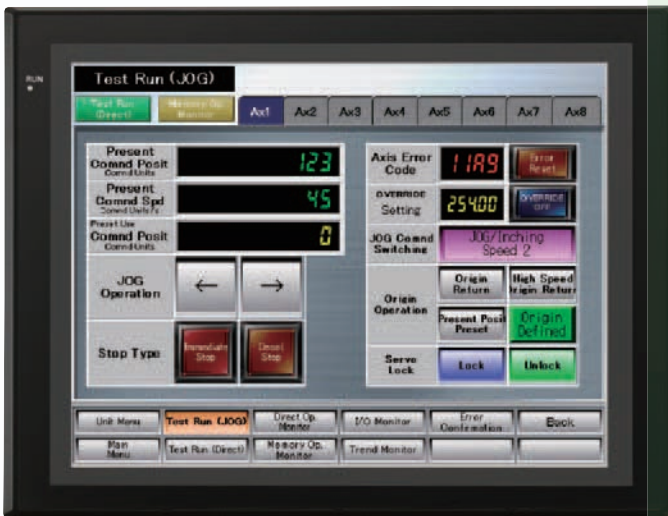 RUN
Test Run (JOG)
Test Run
(Direct)
Memory Op.
Monitor
Ax1
Ax2
Ax3
Ax4
Ax5
Ax6
Ax7
Ax8
Present
Comnd Posit
Comnd Units
123
Present
Comnd Spd
Comnd Units/s
45
Preset Use
Comnd Posit
Comnd Units
0
JOG
Operation
←
→
Stop Type
Immediate
Stop
Decel
Stop
Axis Error
Code
11A9
Error
Reset
OVERRIDE
Setting
254.00
OVERRIDE
OFF
JOG Comnd
Switching
JOG/Inching
Speed 2
Origin
Operation
Origin
Return
High Speed
Origin Return
Present Posit
Preset
Origin
Defined
Servo
Lock
Lock
Unlock
Unit Menu
Test Run (JOG)
Direct Op.
Monitor
I/O Monitor
Error
Confirmation
Back
Main
Menu
Test Run (Direct)
Memory Op.
Monitor
Trend Monitor